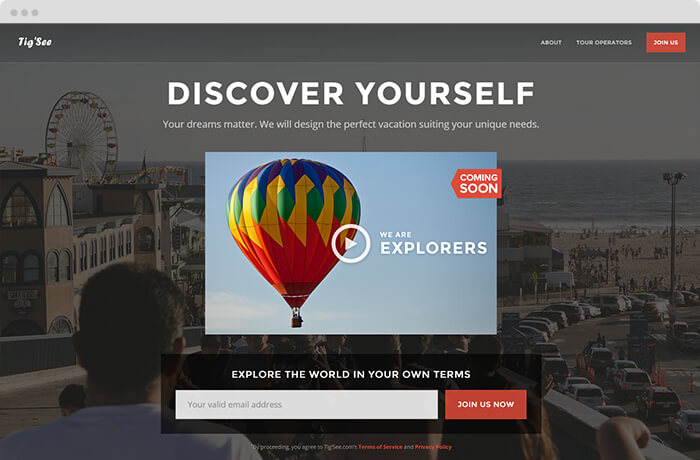 Tig'See
ABOUT
TOUR OPERATORS
JOIN US
DISCOVER YOURSELF
Your dreams matter. We will design the perfect vacation suiting your unique needs.
COMING
SOON
WE ARE
EXPLORERS
EXPLORE THE WORLD IN YOUR OWN TERMS
Your valid email address
JOIN US NOW
By proceeding, you agree to Tig'See.com's Terms of Service and Privacy Policy